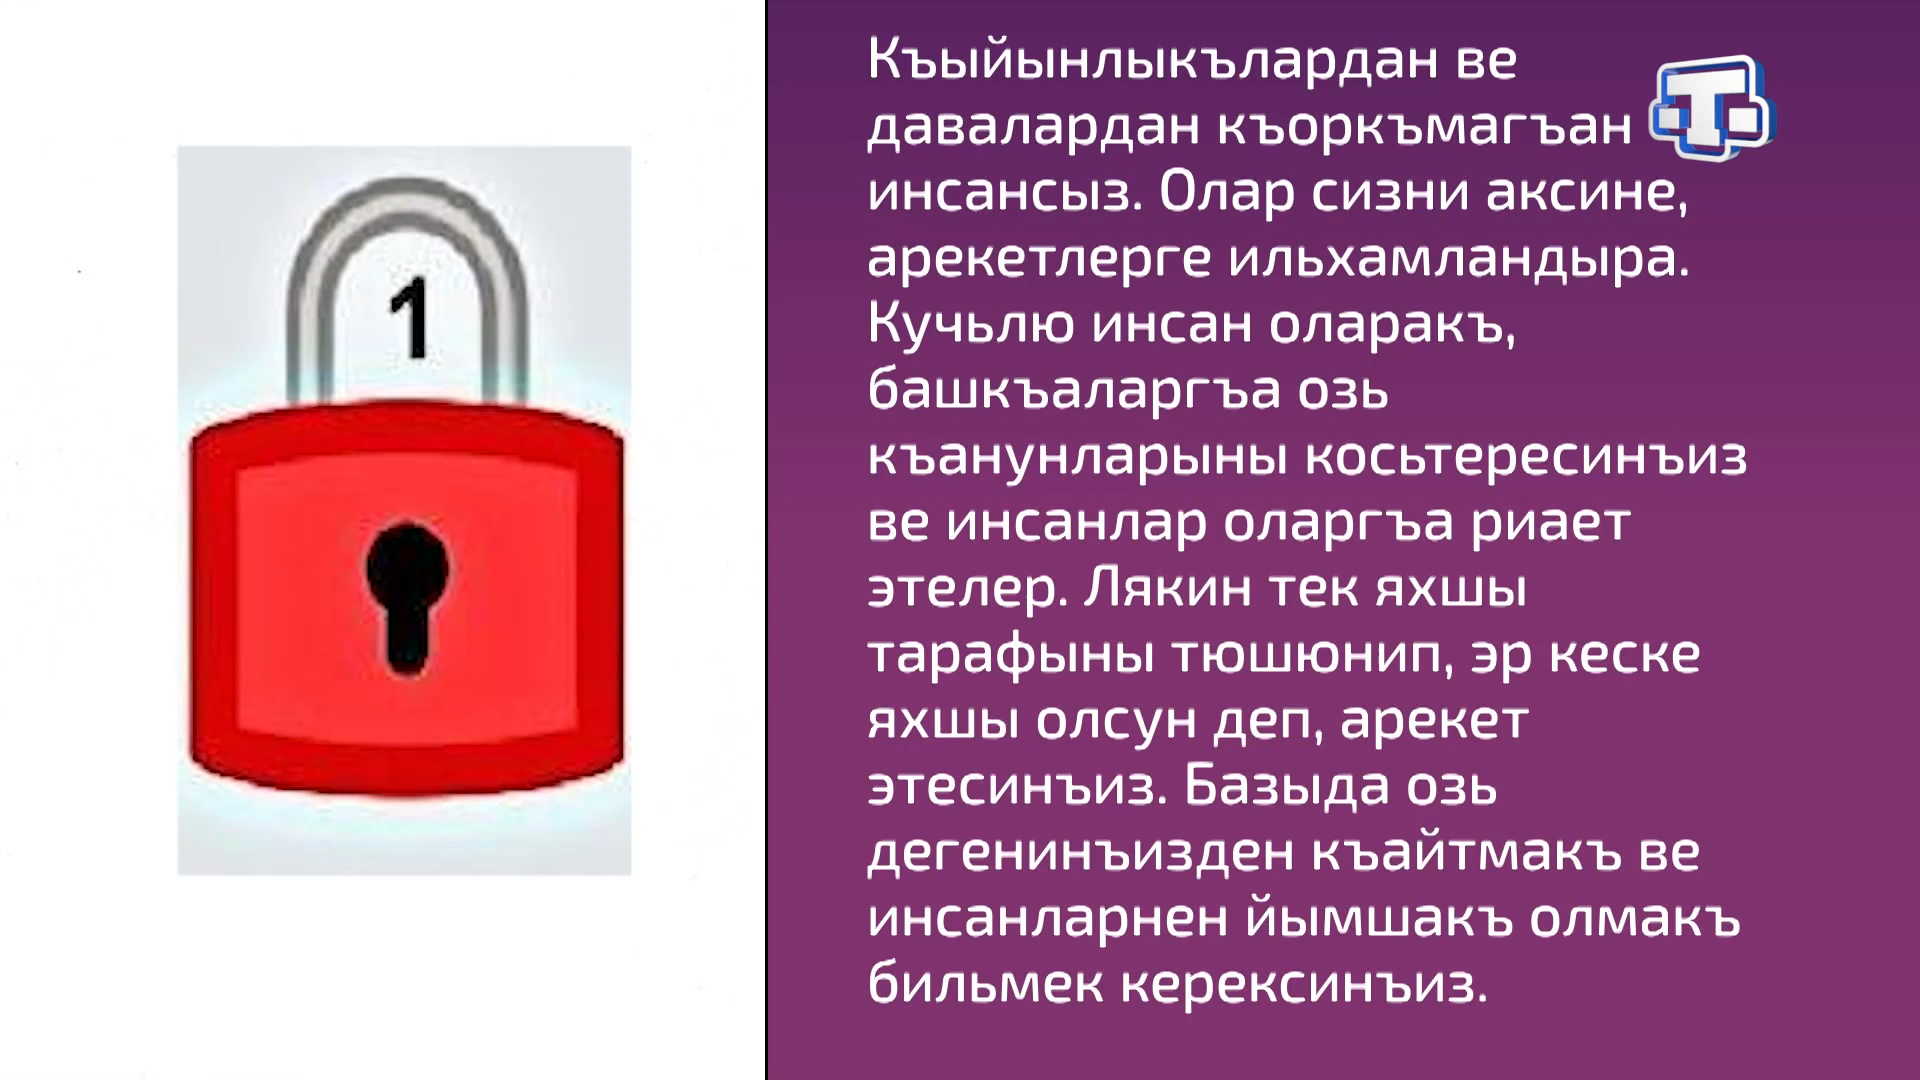 1
Къыйынлыкълардан ве
давалардан къоркъмагъан
инсансыз. Олар сизни аксине,
арекетлерге ильхамландыра.
Кучьлю инсан оларакъ,
башкъаларгъа озь
къанунларыны косьтересинъиз
ве инсанлар оларгъа риает
этелер. Лякин тек яхшы
тарафыны тюшюнип, эр кеске
яхшы олсун деп, арекет
этесинъиз. Базыда озь
дегенинъизден къайтмакъ ве
инсанларнен йымшакъ олмакъ
бильмек керексинъиз.
Т